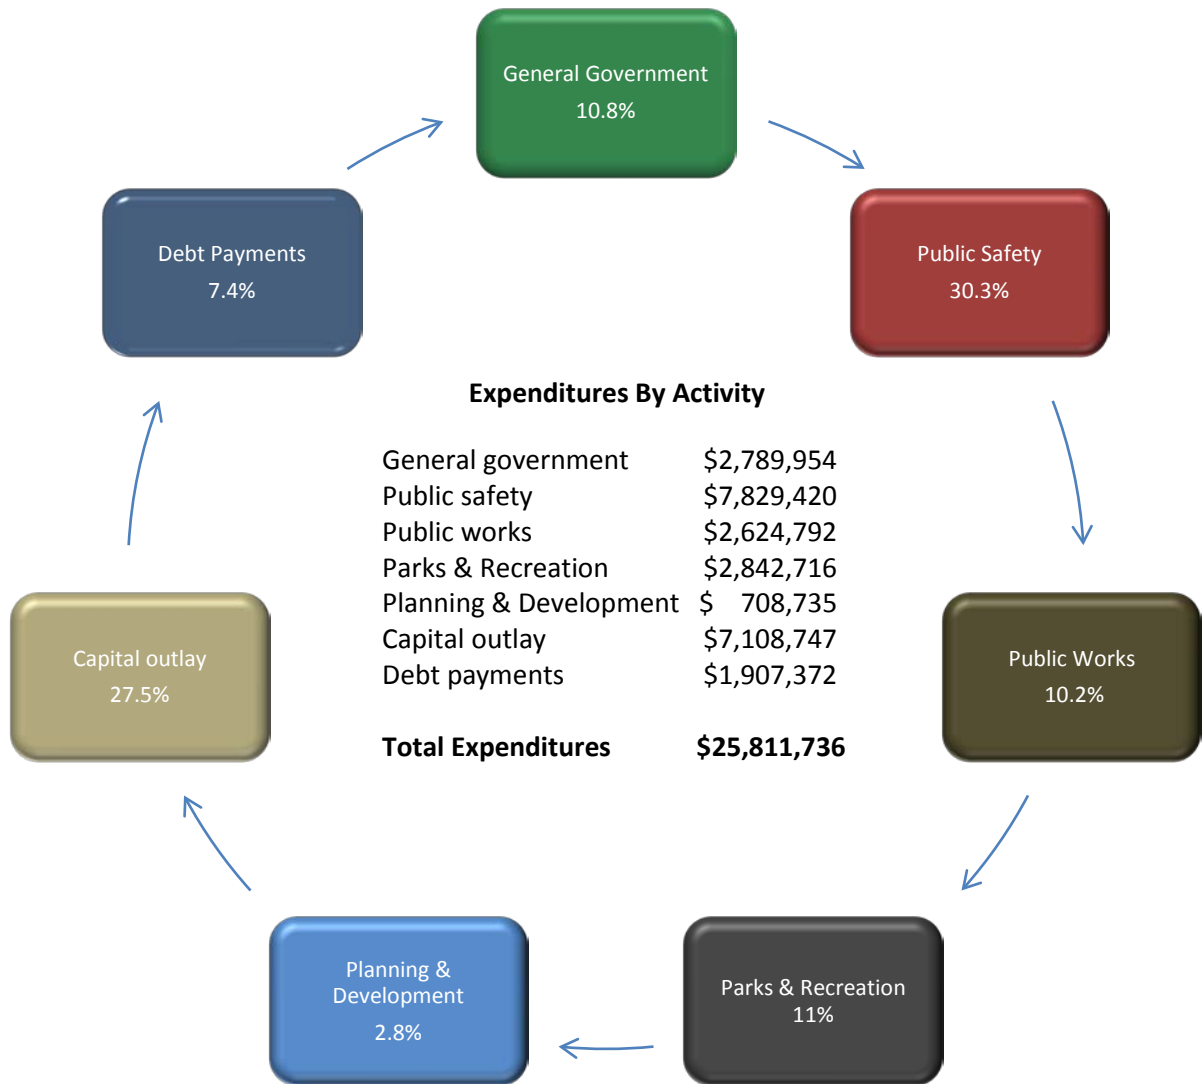 General Government
10.8%
Debt Payments
7.4%
Public Safety
30.3%
Expenditures By Activity
General government $2,789,954
Public safety $7,829,420
Public works $2,624,792
Parks & Recreation $2,842,716
Planning & Development $ 708,735
Capital outlay $7,108,747
Debt payments $1,907,372
Total Expenditures $25,811,736
Capital outlay
27.5%
Public Works
10.2%
Planning &
Development
2.8%
Parks & Recreation
11%